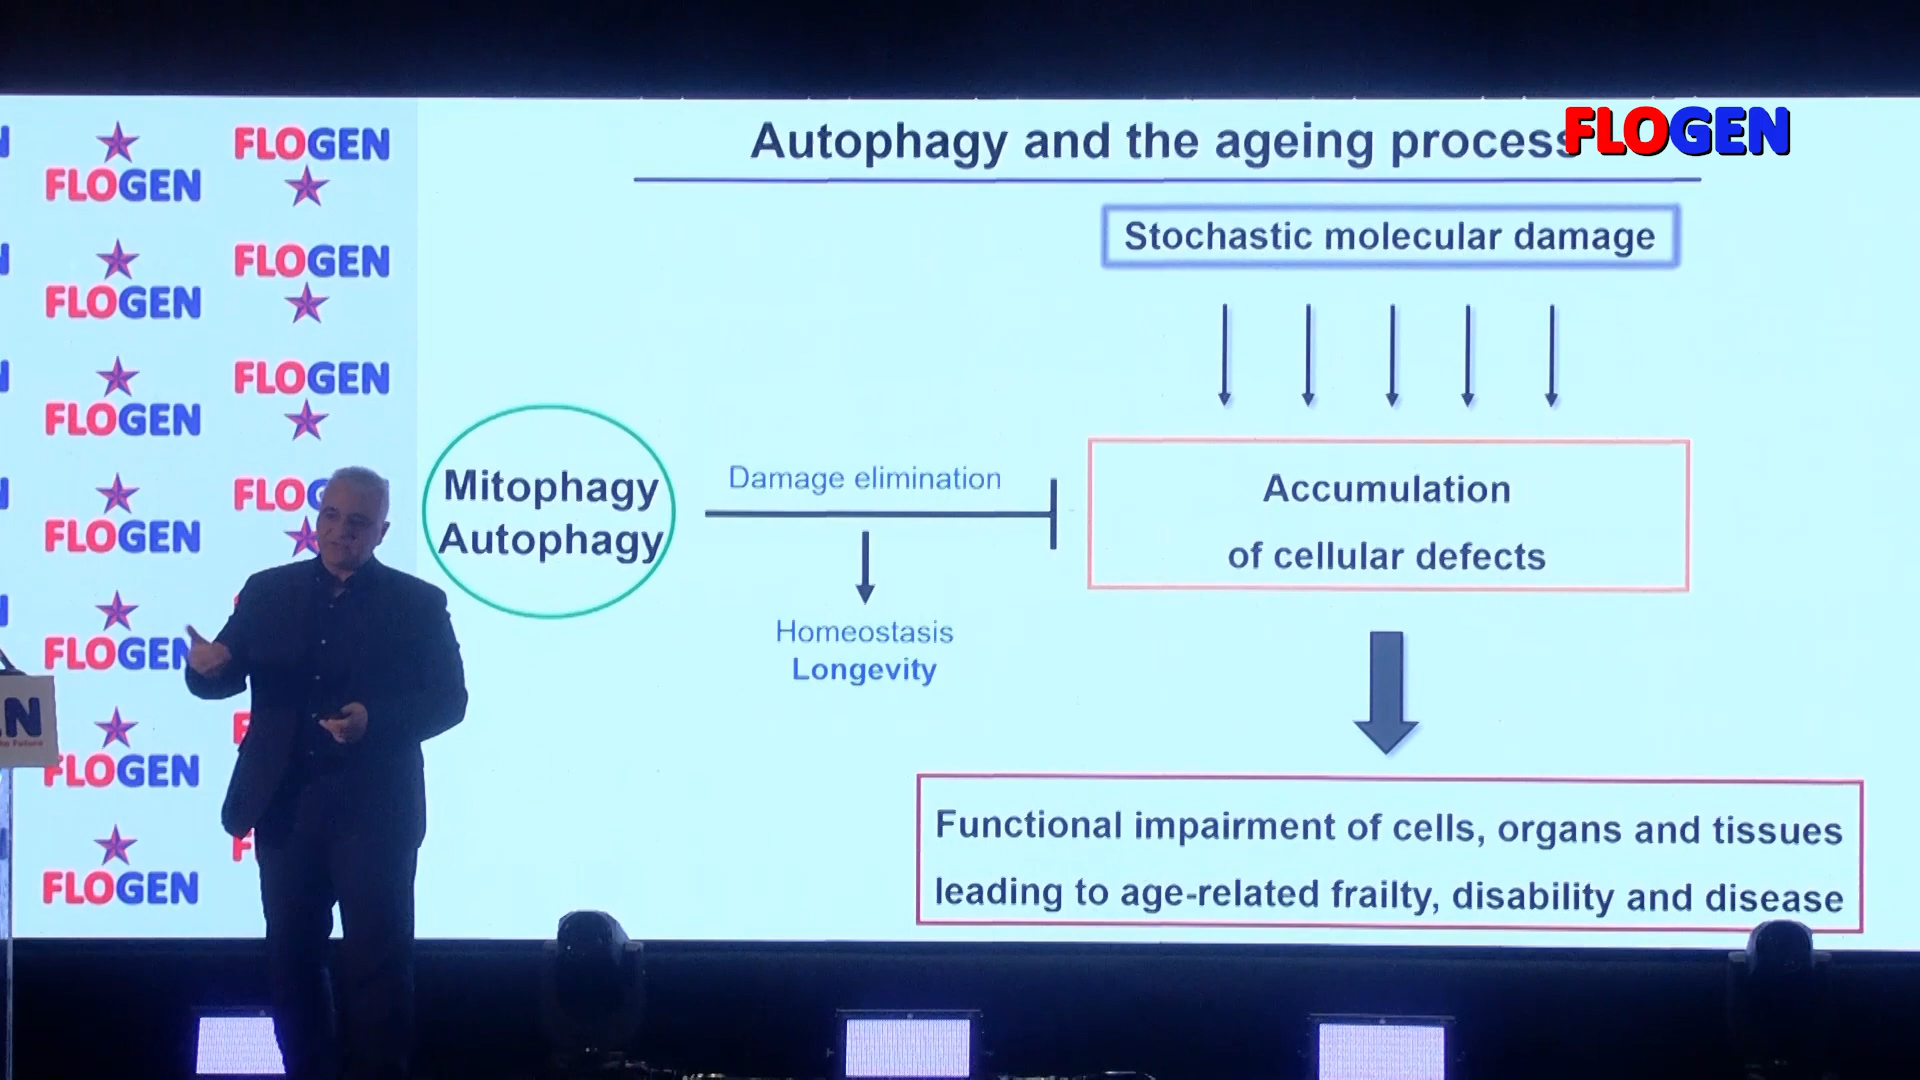 Autophagy and the ageing process
FLOGEN
Stochastic molecular damage
Mitophagy
Autophagy
Damage elimination
Homeostasis
Longevity
Accumulation
of cellular defects
Functional impairment of cells, organs and tissues
leading to age-related frailty, disability and disease
FLOGEN
FLOGEN
FLOGEN
FLOGEN
FLOGEN
FLOGEN
FLOGEN
FLOGEN
FLOGEN
FLOGEN